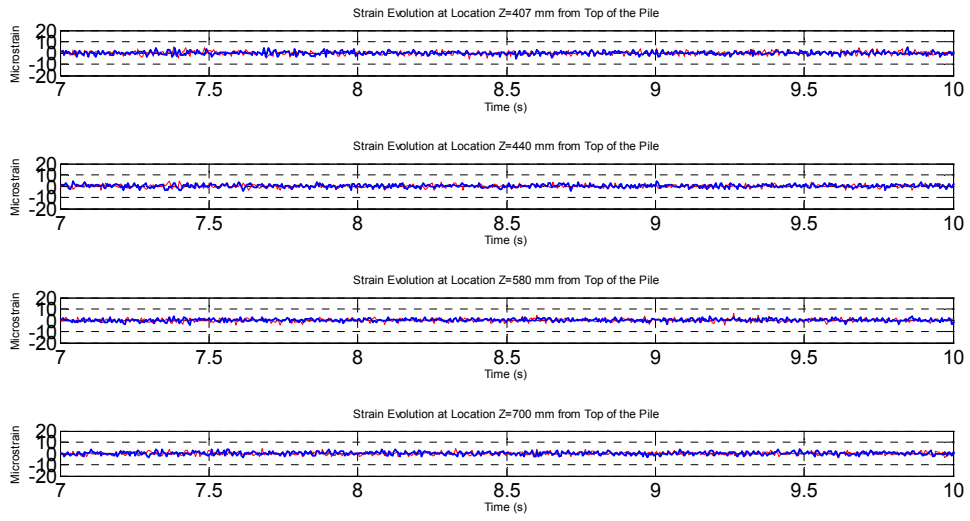 Strain Evolution at Location Z=407 mm from Top of the Pile
Microstrain
20
10
0
-10
-20
7 7.5 8 8.5 9 9.5 10
Time (s)
Strain Evolution at Location Z=440 mm from Top of the Pile
Microstrain
20
10
0
-10
-20
7 7.5 8 8.5 9 9.5 10
Time (s)
Strain Evolution at Location Z=580 mm from Top of the Pile
Microstrain
20
10
0
-10
-20
7 7.5 8 8.5 9 9.5 10
Time (s)
Strain Evolution at Location Z=700 mm from Top of the Pile
Microstrain
20
10
0
-10
-20
7 7.5 8 8.5 9 9.5 10
Time (s)